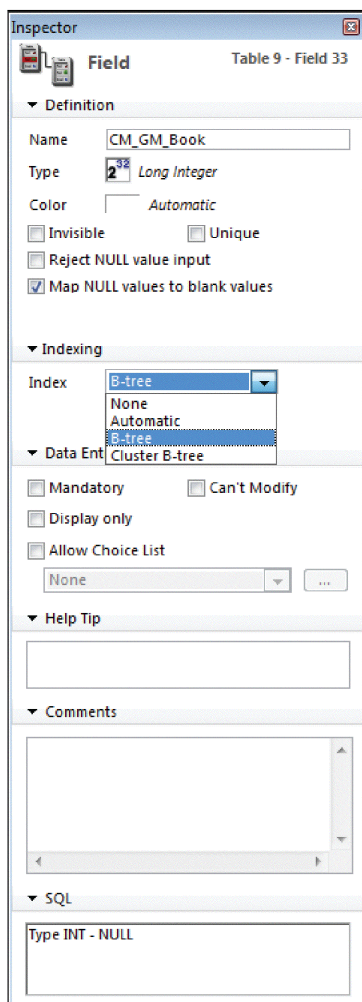 Inspector
Field
Table 9 - Field 33
Definition
Name CM_GM_Book
Type 2^32 Long Integer
Color Automatic
Invisible Unique
Reject NULL value input
Map NULL values to blank values
Indexing
Index B-tree
None
Automatic
B-tree
Cluster B-tree
Data Ent
Mandatory Can't Modify
Display only
Allow Choice List
None ...
Help Tip
Comments
SQL
Type INT - NULL